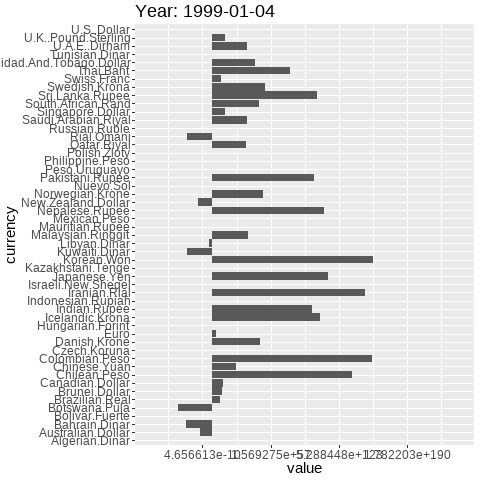 Year: 1999-01-04
U.S. Dollar
U.K. Pound Sterling
U.A.E. Dirham
Tunisian.Dinar
idad.And.Tobago.Dollar
Thai.Baht
Swiss.Franc
Swedish.Krona
Sri.Lanka.Rupee
South.African.Rand
Singapore.Dollar
Saudi.Arabian.Riyal
Russian.Ruble
Rial.Omani
Qatar.Riyal
Polish.Zloty
Philippine.Peso
Peso.Uruguayo
Pakistani.Rupee
Nuevo.Sol
Norwegian.Krone
New.Zealand.Dollar
Nepalese.Rupee
Mexican.Peso
Mauritian.Rupee
Malaysian.Ringgit
Libyan.Dinar
Kuwaiti.Dinar
Korean.Won
Kazakhstani.Tenge
Japanese.Yen
Israeli.New.Sheqel
Iranian.Rial
Indonesian.Rupiah
Indian.Rupee
Icelandic.Krona
Hungarian.Forint
Euro
Danish.Krone
Czech.Koruna
Colombian.Peso
Chinese.Yuan
Chilean.Peso
Canadian.Dollar
Brunei.Dollar
Brazilian.Real
Botswana.Pula
Bolivar.Fuerte
Bahrain.Dinar
Australian.Dollar
Algerian.Dinar
currency
value